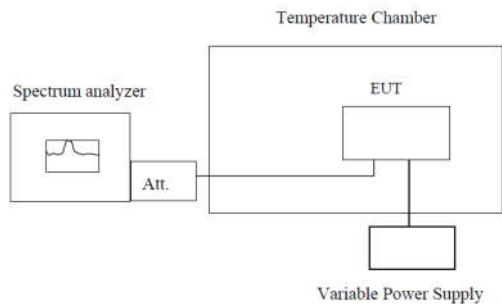 Temperature Chamber
Spectrum analyzer
EUT
Att.
Variable Power Supply